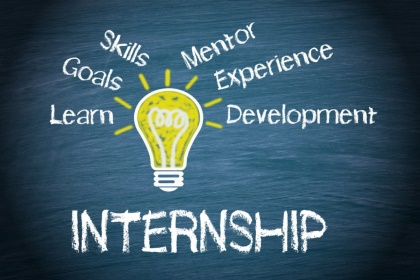 Learn
Goals
Skills
Mentor
Experience
Development
INTERNSHIP